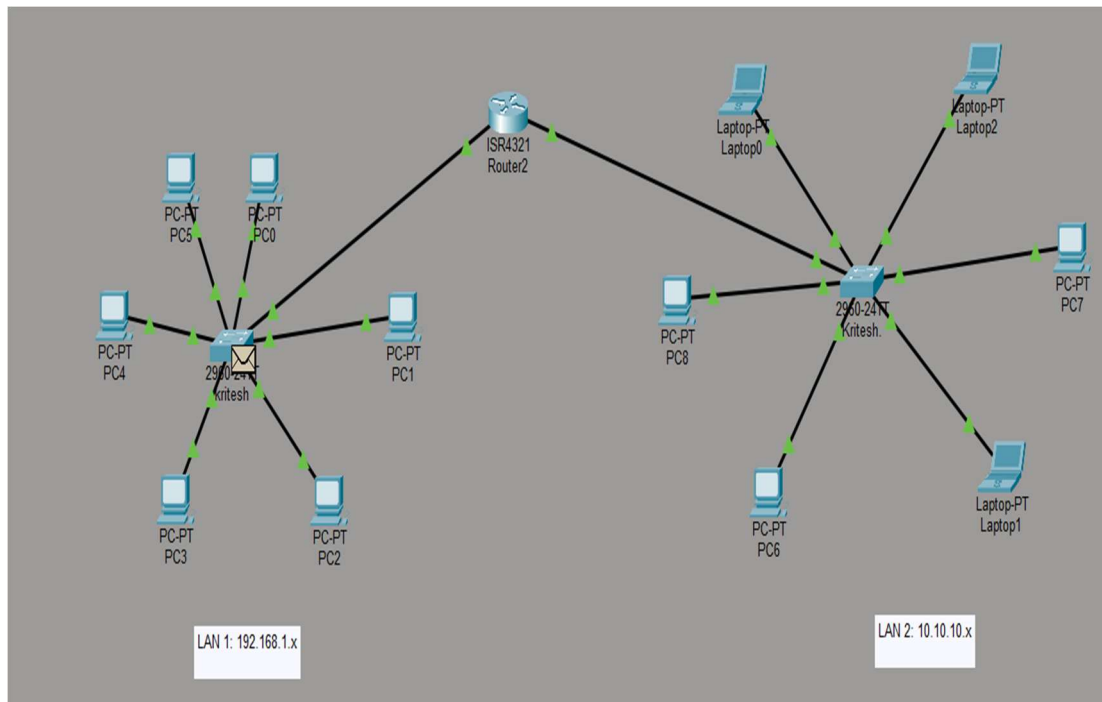 ISR4321
Router2
Laptop-PT
Laptop0
Laptop-PT
Laptop2
PC-PT
PC5
PC-PT
PC0
PC-PT
PC4
PC-PT
PC1
kritesh
PC-PT
PC3
PC-PT
PC2
PC-PT
PC8
2960-24TT
Kritesh.
PC-PT
PC7
PC-PT
PC6
Laptop-PT
Laptop1
LAN 1: 192.168.1.x
LAN 2: 10.10.10.x